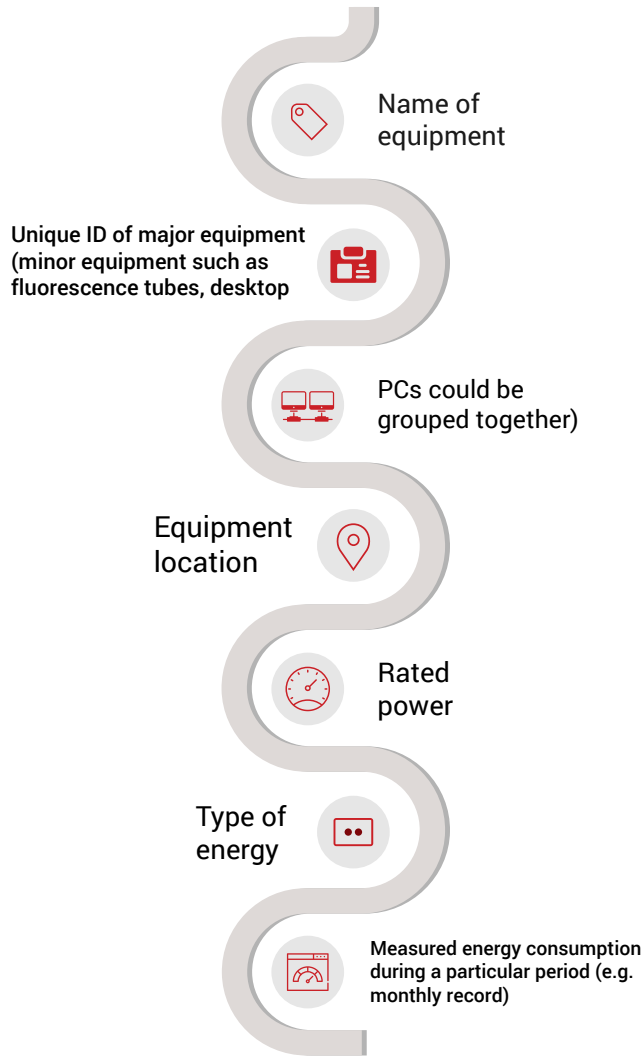 Name of
equipment
Unique ID of major equipment
(minor equipment such as
fluorescence tubes, desktop
PCs could be
grouped together)
Equipment
location
Rated
power
Type of
energy
Measured energy consumption
during a particular period (e.g.
monthly record)